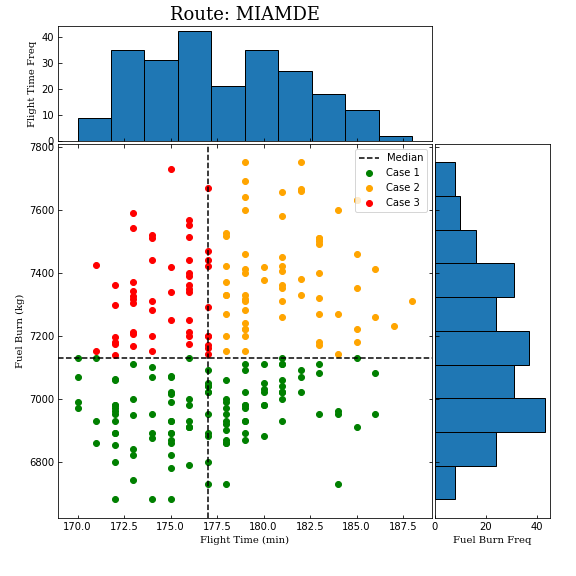 Route: MIAMDE
Flight Time Freq
40
30
20
10
0
Median
Case 1
Case 2
Case 3
Fuel Burn (kg)
7800
7600
7400
7200
7000
6800
170.0 172.5 175.0 177.5 180.0 182.5 185.0 187.5
Flight Time (min)
0 20 40
Fuel Burn Freq